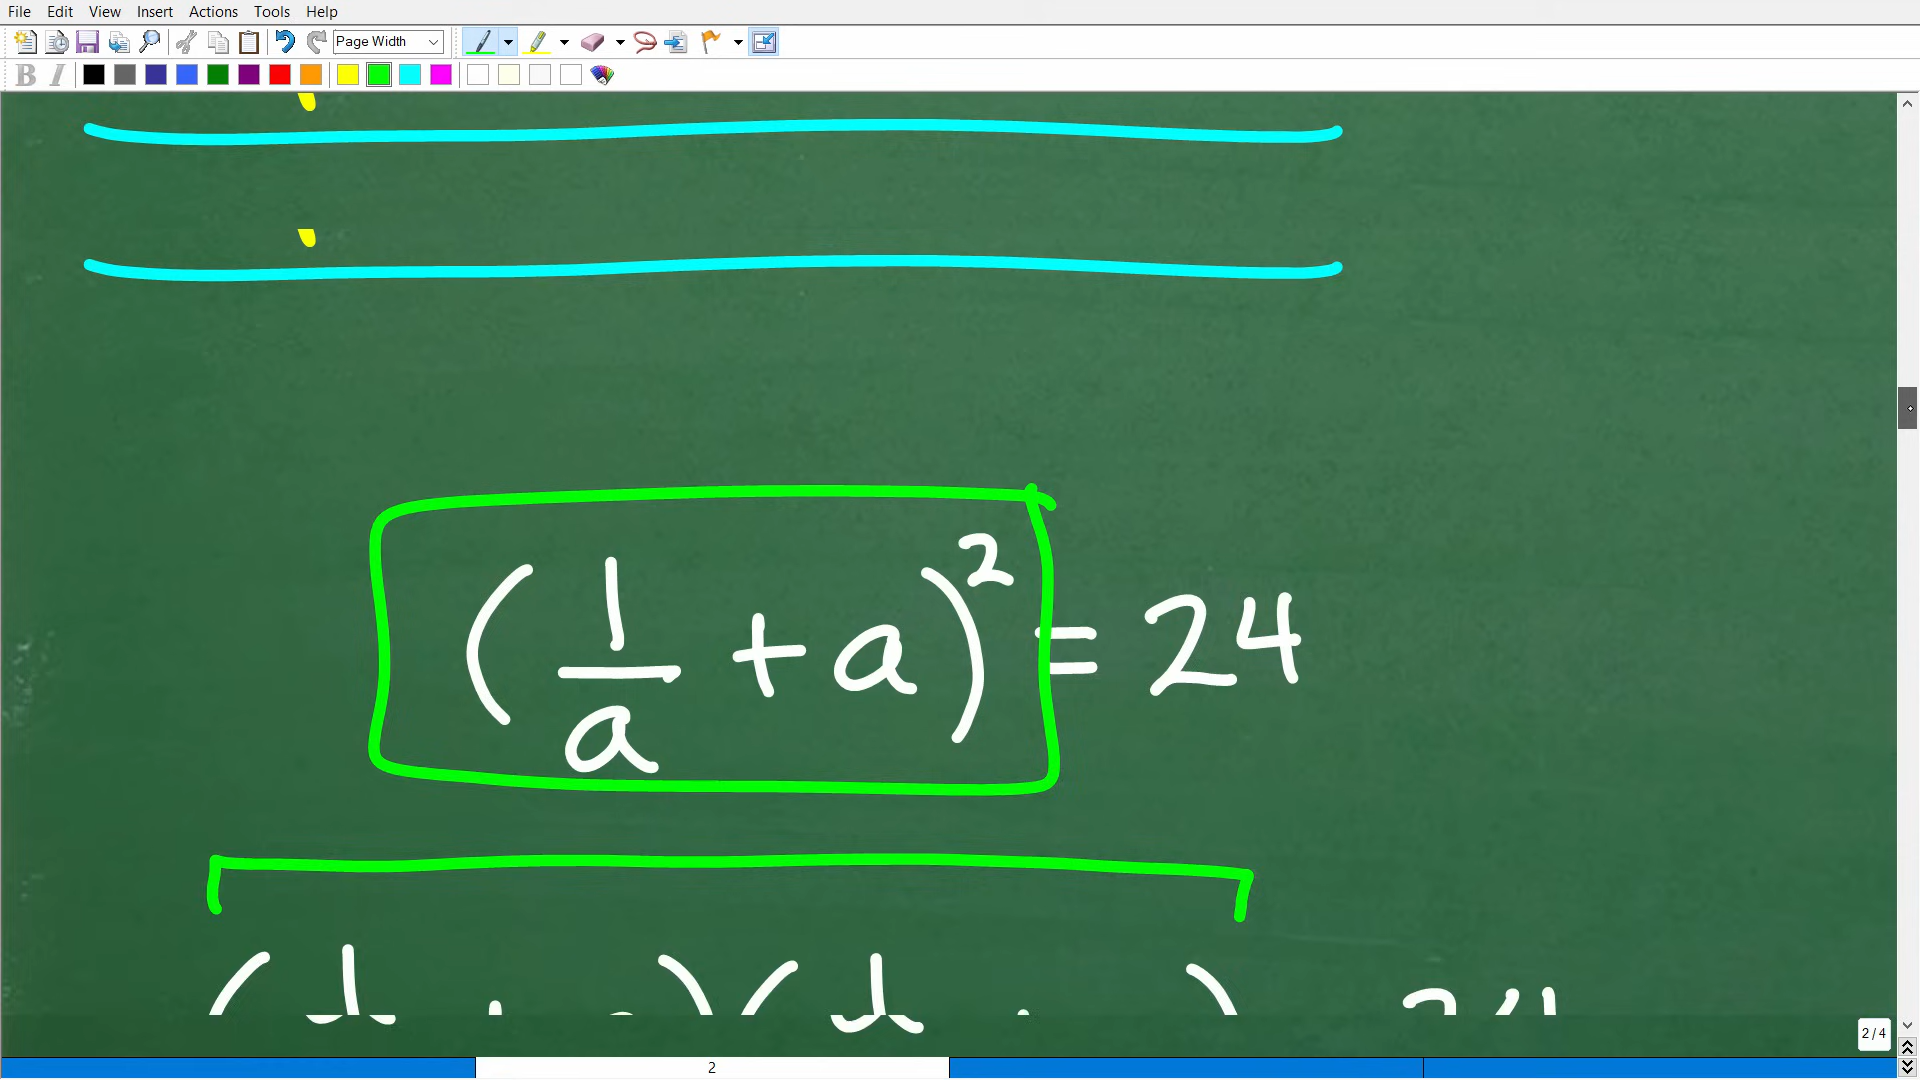 File Edit View Insert Actions Tools Help
Page Width
B I
(1/a + a)² = 24
2 / 4
2